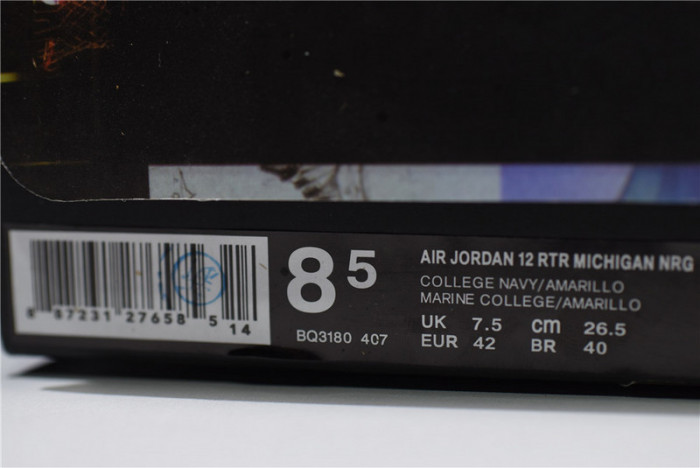 8 5
AIR JORDAN 12 RTR MICHIGAN NRG
COLLEGE NAVY/AMARILLO
MARINE COLLEGE/AMARILLO
UK 7.5 cm 26.5
EUR 42 BR 40
BQ3180 407
8 87231 27658 5 14